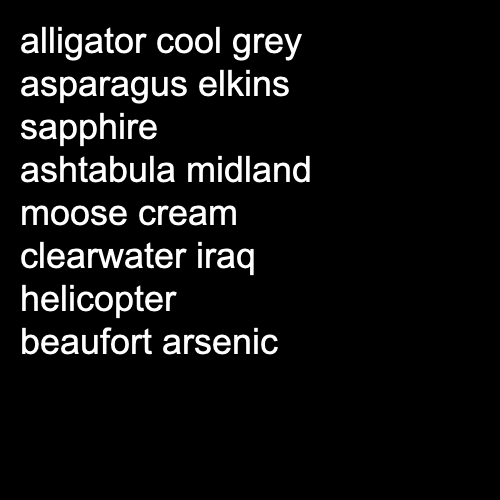 alligator cool grey
asparagus elkins
sapphire
ashtabula midland
moose cream
clearwater iraq
helicopter
beaufort arsenic